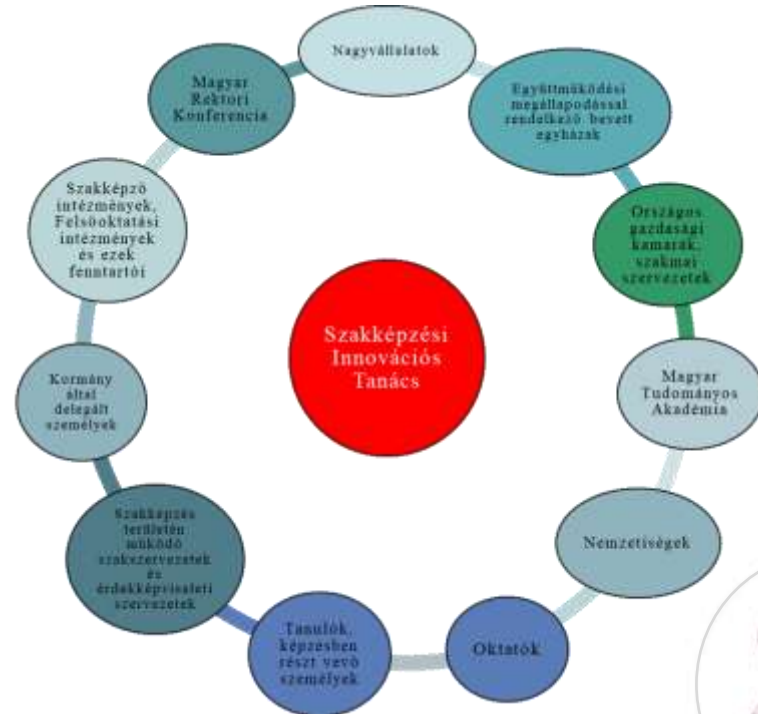 Nagyvállalatok
Együttműködési
megállapodással
rendelkező bevett
egyházak
Országos
gazdasági
kamarák,
szakmai
szervezetek
Magyar
Tudományos
Akadémia
Nemzetiségek
Oktatók
Tanulók,
képzésben
részt vevő
személyek
Szakképzés
területén
működő
szakszervezetek
és
érdekképviseleti
szervezetek
Kormány
által
delegált
személyek
Szakképző
intézmények,
Felsőoktatási
intézmények
és ezek
fenntartói
Magyar
Rektori
Konferencia
Szakképzési
Innovációs
Tanács